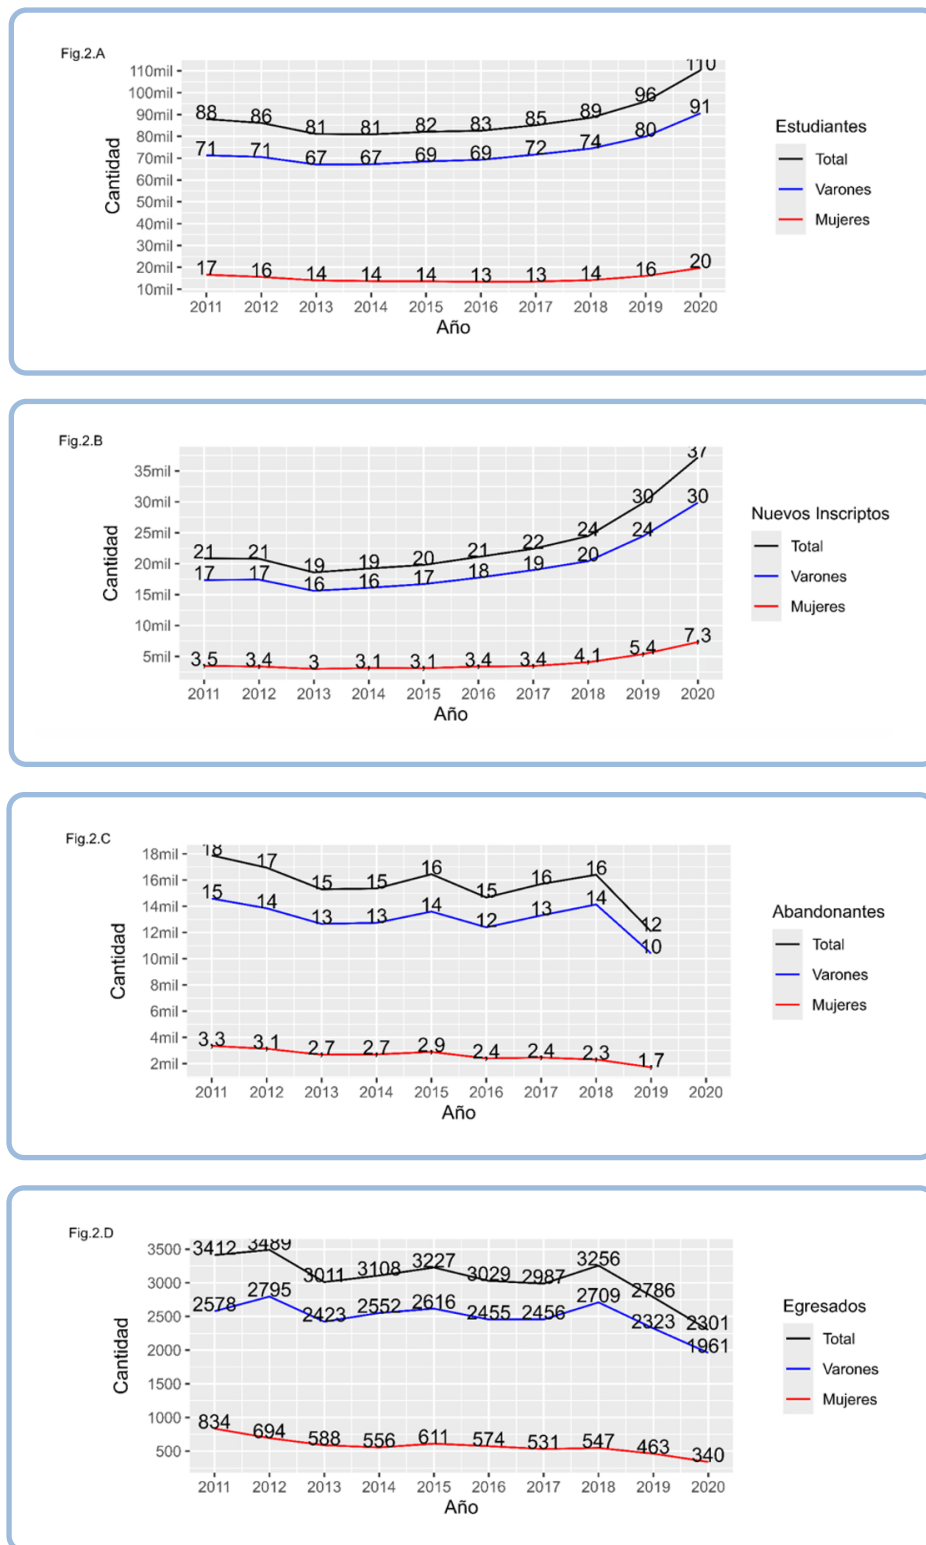 Fig.2.A
110mil
100mil
90mil
80mil
70mil
60mil
50mil
40mil
30mil
20mil
10mil
Cantidad
88 86 81 81 82 83 85 89 96 110
71 71 67 67 69 69 72 74 80 91
17 16 14 14 14 13 13 14 16 20
2011 2012 2013 2014 2015 2016 2017 2018 2019 2020
Año
Estudiantes
Total
Varones
Mujeres
Fig.2.B
35mil
30mil
25mil
20mil
15mil
10mil
5mil
Cantidad
21 21 19 19 20 21 22 24 30 37
17 17 16 16 17 18 19 20 24 30
3,5 3,4 3 3,1 3,1 3,4 3,4 4,1 5,4 7,3
2011 2012 2013 2014 2015 2016 2017 2018 2019 2020
Año
Nuevos Inscriptos
Total
Varones
Mujeres
Fig.2.C
18mil
16mil
14mil
12mil
10mil
8mil
6mil
4mil
2mil
Cantidad
18 17 15 15 16 15 16 16 12
15 14 13 13 14 12 13 14 10
3,3 3,1 2,7 2,7 2,9 2,4 2,4 2,3 1,7
2011 2012 2013 2014 2015 2016 2017 2018 2019 2020
Año
Abandonantes
Total
Varones
Mujeres
Fig.2.D
3500
3000
2500
2000
1500
1000
500
Cantidad
3412 3489 3011 3108 3227 3029 2987 3256 2786 2301
2578 2795 2423 2552 2616 2455 2456 2709 2323 1961
834 694 588 556 611 574 531 547 463 340
2011 2012 2013 2014 2015 2016 2017 2018 2019 2020
Año
Egresados
Total
Varones
Mujeres